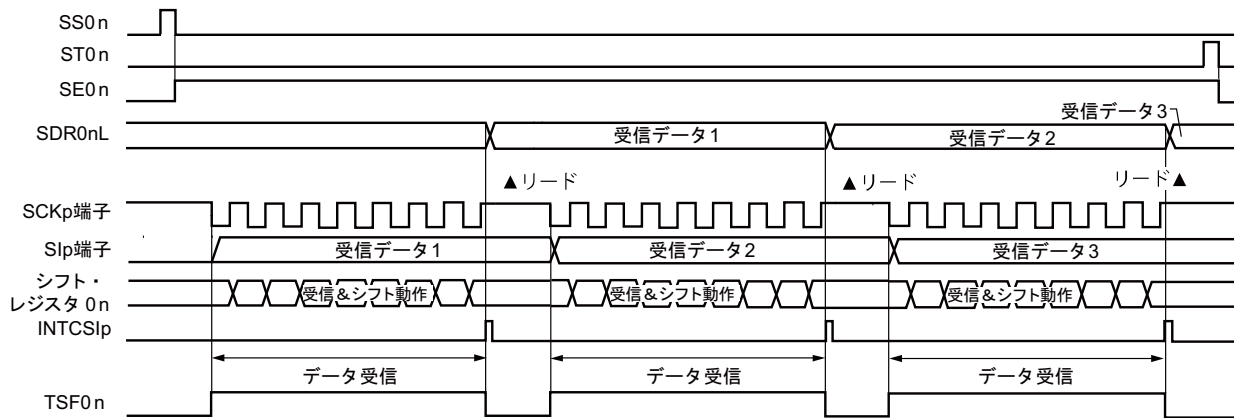 SS0n
ST0n
SE0n
受信データ3
SDR0nL
受信データ1
受信データ2
▲リード
▲リード
リード▲
SCKp端子
SIp端子
受信データ1
受信データ2
受信データ3
シフト・
レジスタ0n
受信&シフト動作
受信&シフト動作
受信&シフト動作
INTCSIp
データ受信
データ受信
データ受信
TSF0n